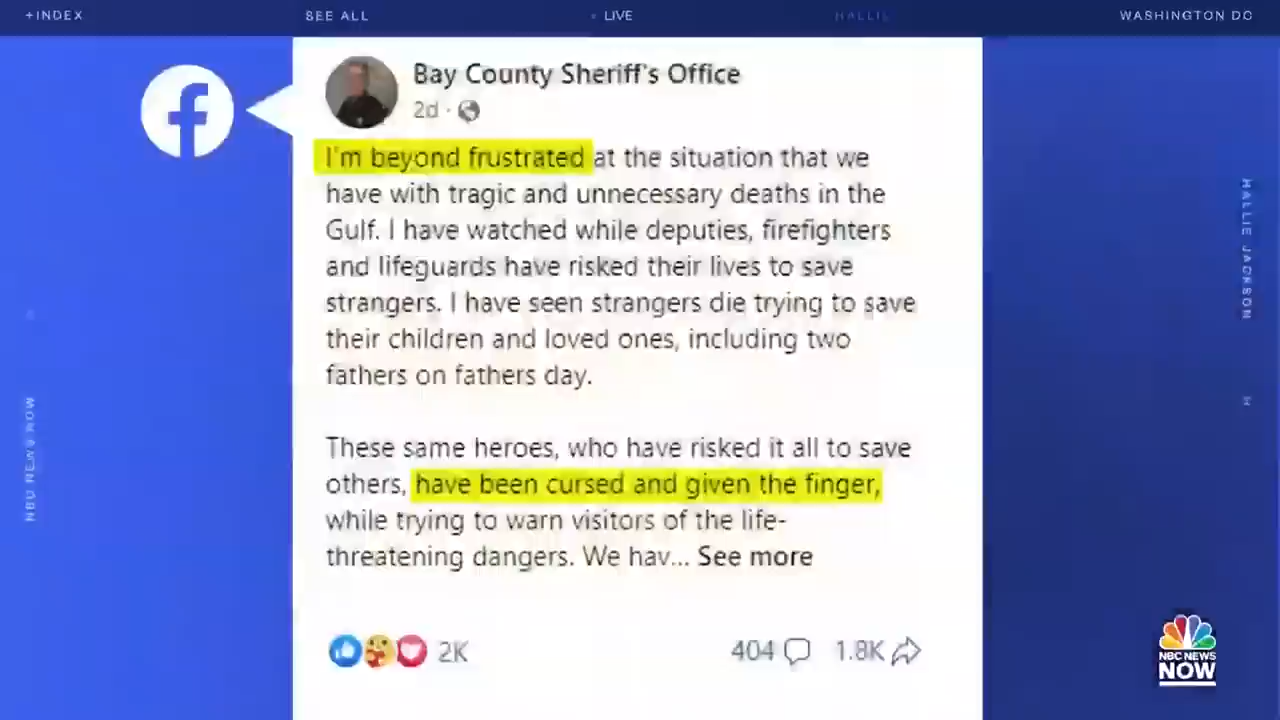 +INDEX
SEE ALL
LIVE
HALLIE
WASHINGTON DC
Bay County Sheriff's Office
2d ·
I'm beyond frustrated at the situation that we
have with tragic and unnecessary deaths in the
Gulf. I have watched while deputies, firefighters
and lifeguards have risked their lives to save
strangers. I have seen strangers die trying to save
their children and loved ones, including two
fathers on fathers day.
These same heroes, who have risked it all to save
others, have been cursed and given the finger,
while trying to warn visitors of the life-
threatening dangers. We hav... See more
2K
404
1.8K
HALLIE JACKSON
NBC NEWS NOW
NBC NEWS
NOW